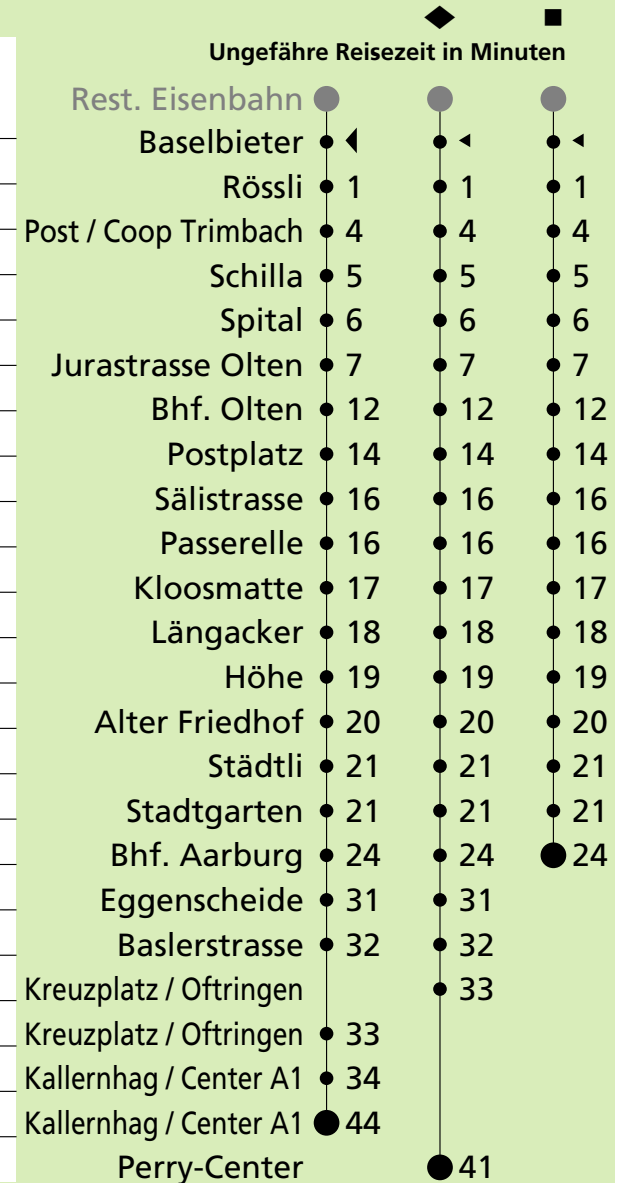 ◆ ■
Ungefähre Reisezeit in Minuten
Rest. Eisenbahn
Baselbieter
Rössli 1 1 1
Post / Coop Trimbach 4 4 4
Schilla 5 5 5
Spital 6 6 6
Jurastrasse Olten 7 7 7
Bhf. Olten 12 12 12
Postplatz 14 14 14
Sälistrasse 16 16 16
Passerelle 16 16 16
Kloosmatte 17 17 17
Längacker 18 18 18
Höhe 19 19 19
Alter Friedhof 20 20 20
Städtli 21 21 21
Stadtgarten 21 21 21
Bhf. Aarburg 24 24 24
Eggenscheide 31 31
Baslerstrasse 32 32
Kreuzplatz / Oftringen 33
Kreuzplatz / Oftringen 33
Kallernhag / Center A1 34
Kallernhag / Center A1 44
Perry-Center 41